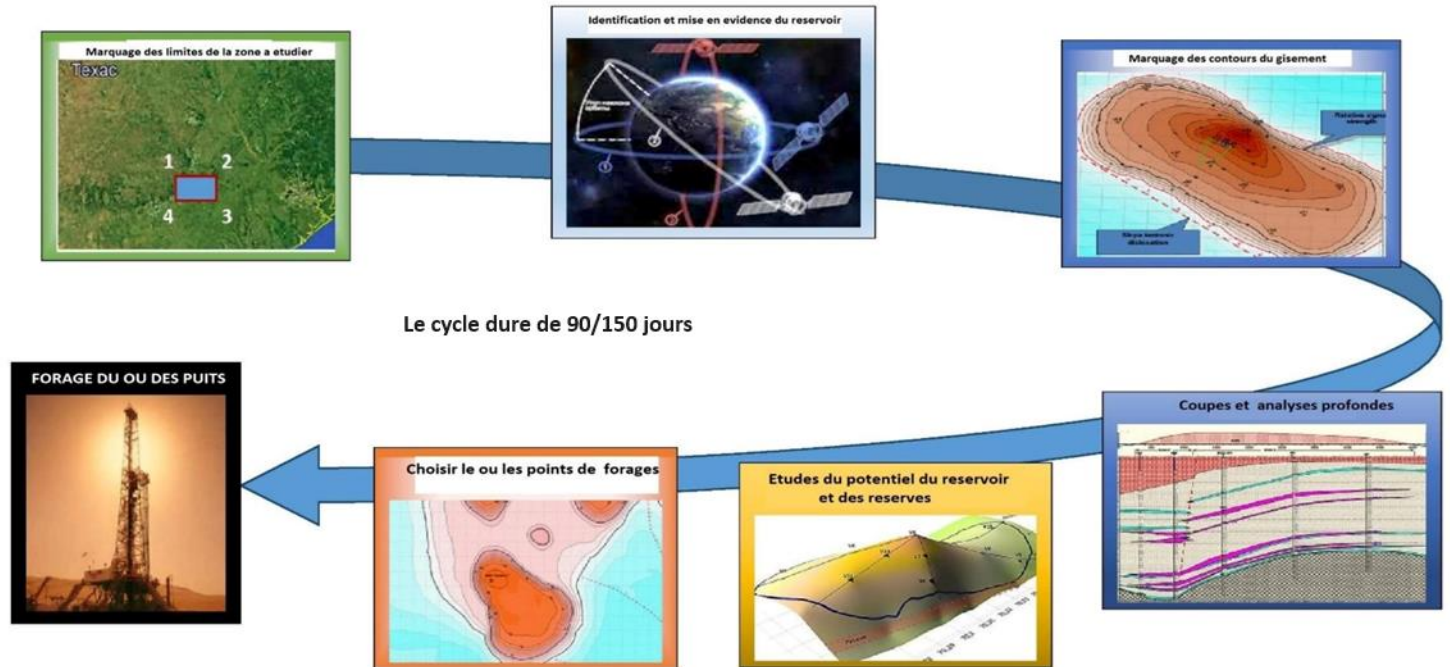 Marquage des limites de la zone a etudier
Texac
1 2
4 3
Identification et mise en evidence du reservoir
1
2
Marquage des contours du gisement
Le cycle dure de 90/150 jours
Coupes et analyses profondes
Etudes du potentiel du reservoir
et des reserves
Choisir le ou les points de forages
FORAGE DU OU DES PUITS